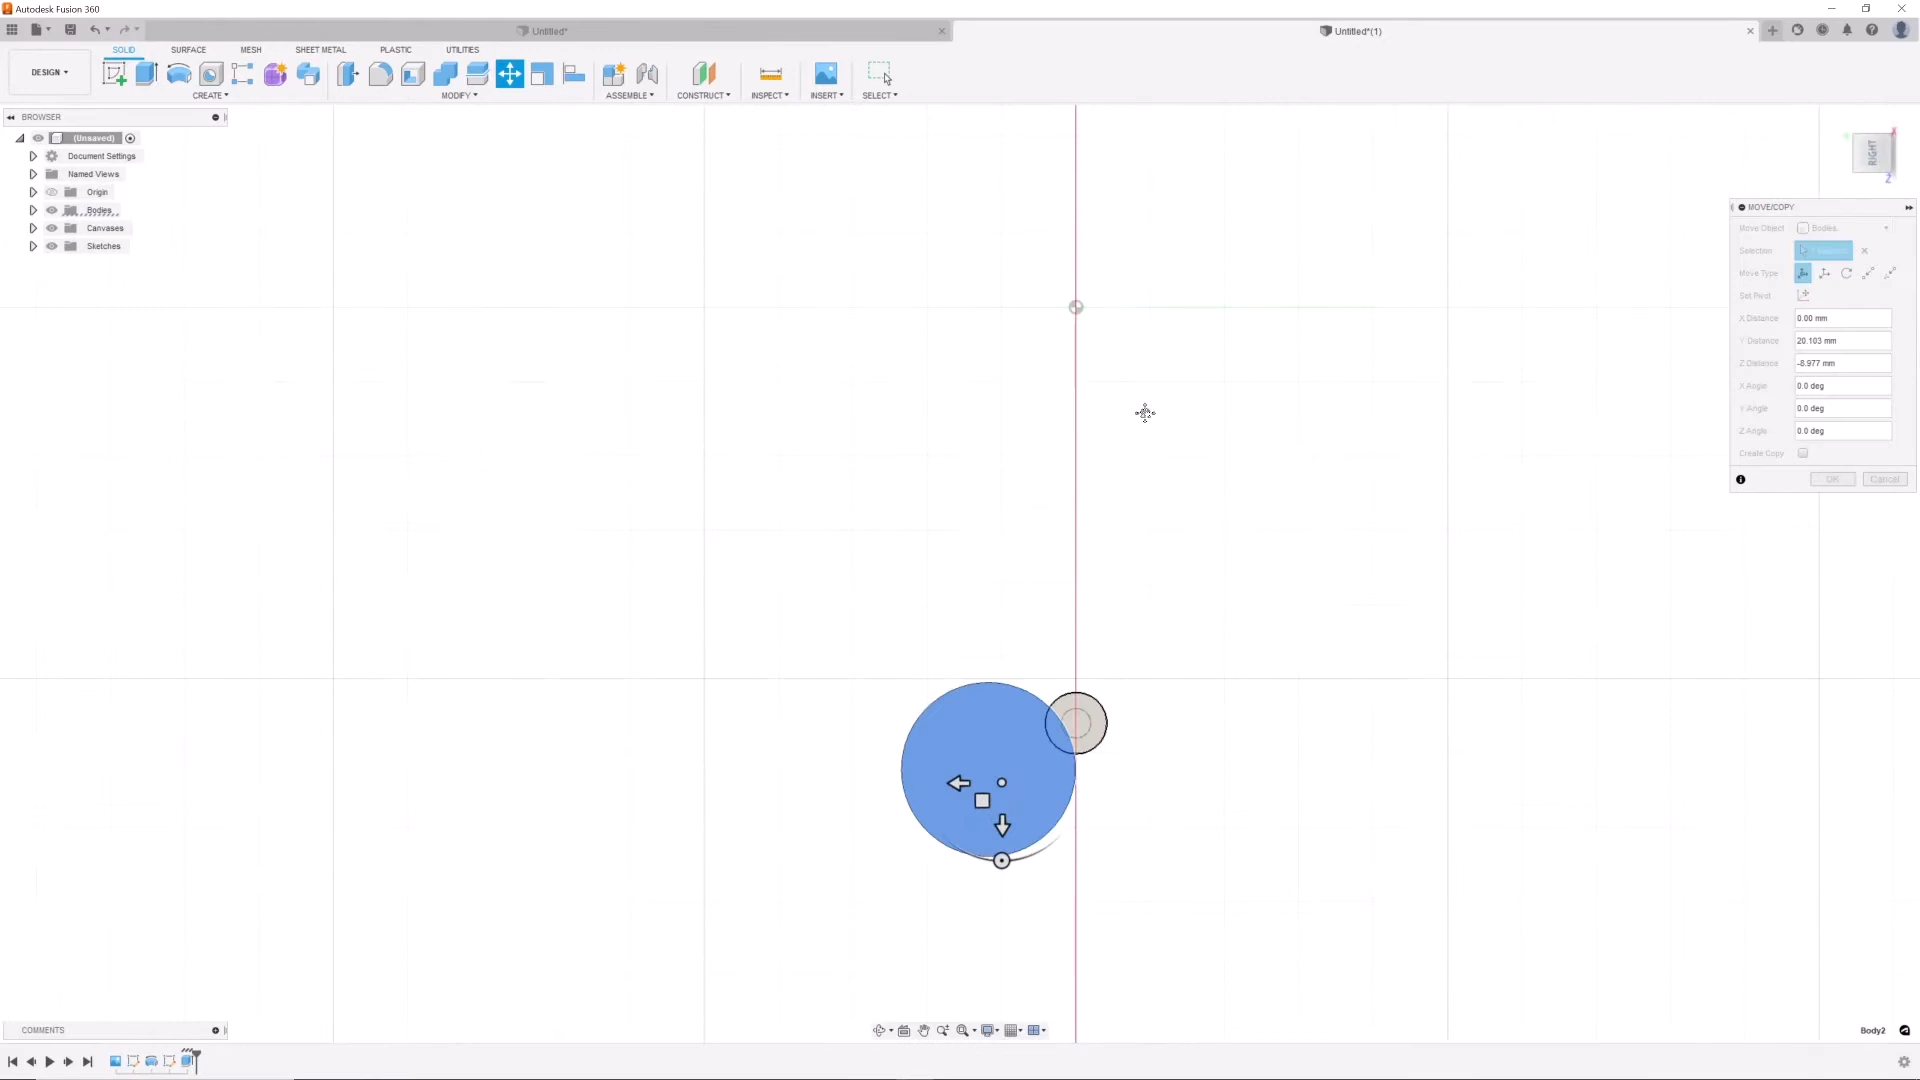 Autodesk Fusion 360
Untitled*
Untitled*(1)
SOLID SURFACE MESH SHEET METAL PLASTIC UTILITIES
DESIGN
CREATE MODIFY ASSEMBLE CONSTRUCT INSPECT INSERT SELECT
BROWSER
(Unsaved)
Document Settings
Named Views
Origin
Bodies
Canvases
Sketches
RIGHT
X
Z
MOVE/COPY
Move Object Bodies
Selection
Move Type
Set Pivot
X Distance 0.00 mm
Y Distance 20.103 mm
Z Distance -8.977 mm
X Angle 0.0 deg
Y Angle 0.0 deg
Z Angle 0.0 deg
Create Copy
OK Cancel
COMMENTS
Body2